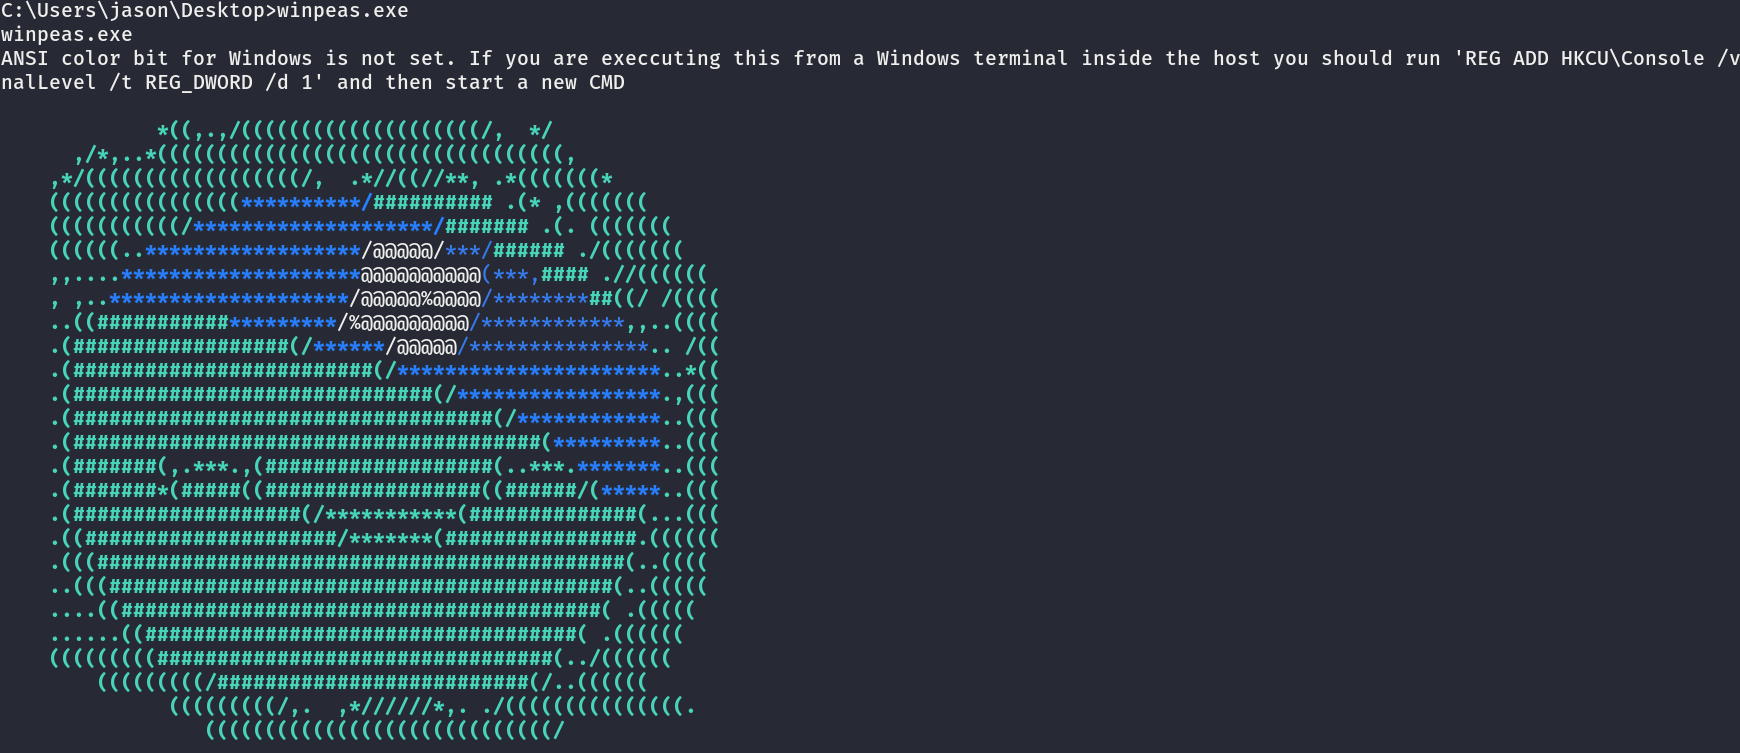 C:\Users\jason\Desktop>winpeas.exe
winpeas.exe
ANSI color bit for Windows is not set. If you are execcuting this from a Windows terminal inside the host you should run 'REG ADD HKCU\Console /v
nalLevel /t REG_DWORD /d 1' and then start a new CMD